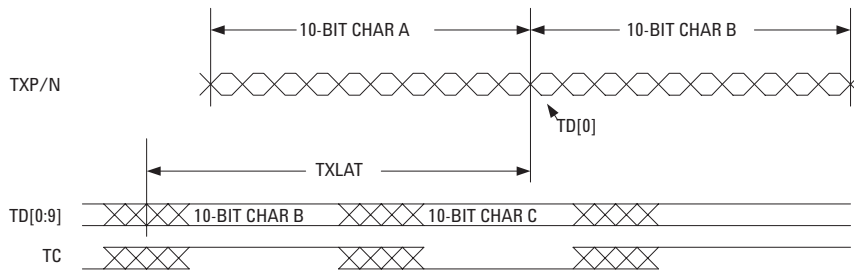 10-BIT CHAR A 10-BIT CHAR B
TXP/N
TD[0]
TXLAT
TD[0:9] 10-BIT CHAR B 10-BIT CHAR C
TC